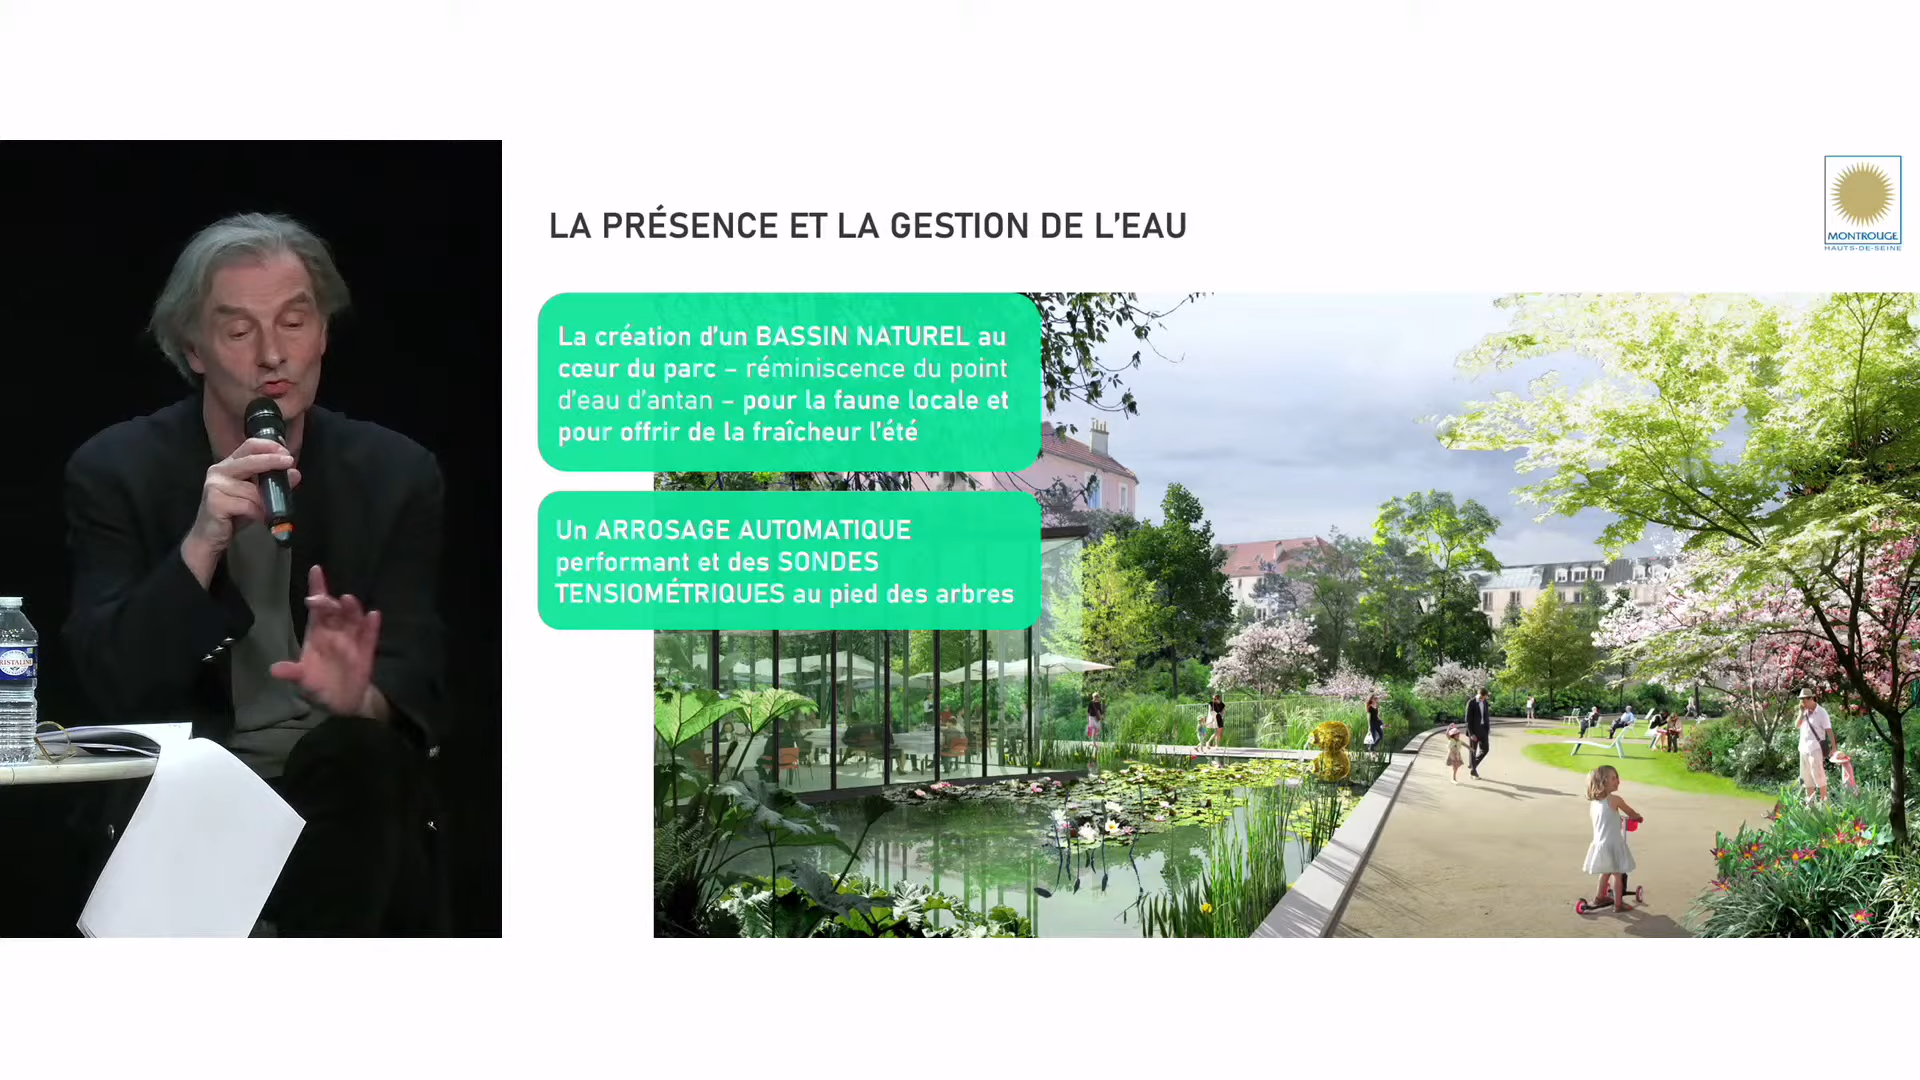 LA PRÉSENCE ET LA GESTION DE L'EAU
MONTROUGE
HAUTS-DE-SEINE
La création d'un BASSIN NATUREL au
cœur du parc – réminiscence du point
d'eau d'antan – pour la faune locale et
pour offrir de la fraîcheur l'été
Un ARROSAGE AUTOMATIQUE
performant et des SONDES
TENSIOMÉTRIQUES au pied des arbres
RISTALINE